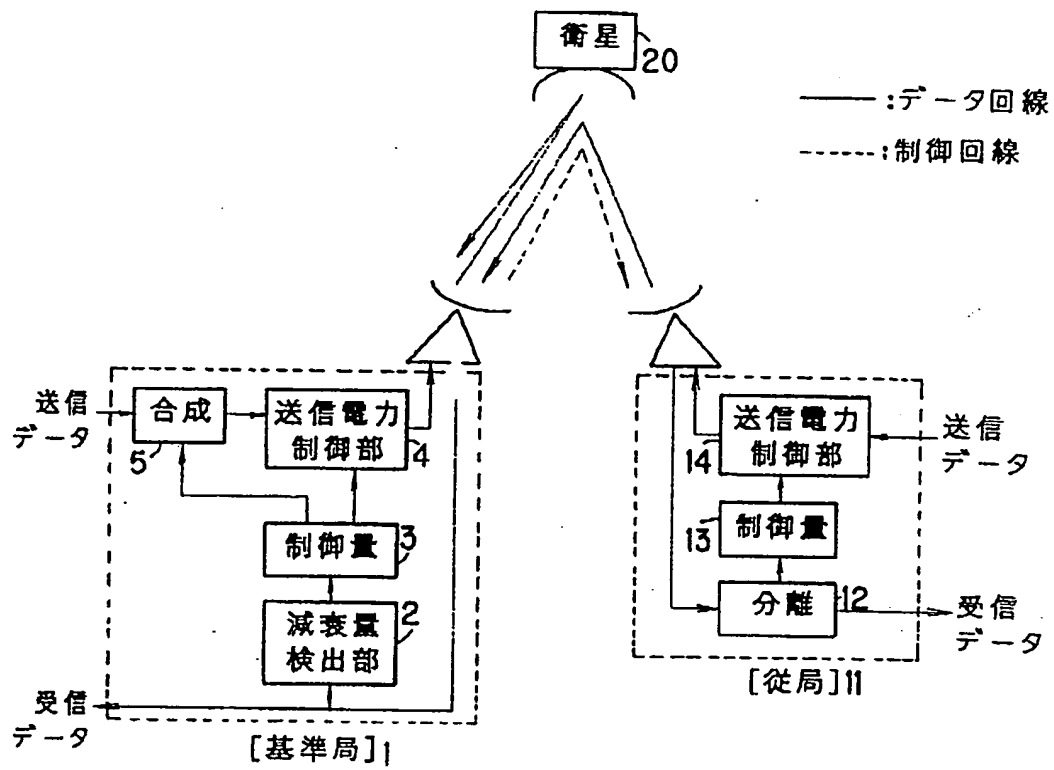 衛星
20
:データ回線
:制御回線
送信
データ
合成
5
送信電力
制御部
4
制御量
3
減衰量
検出部
2
受信
データ
[基準局]1
送信電力
制御部
14
送信
データ
制御量
13
分離
12
受信
データ
[従局]11